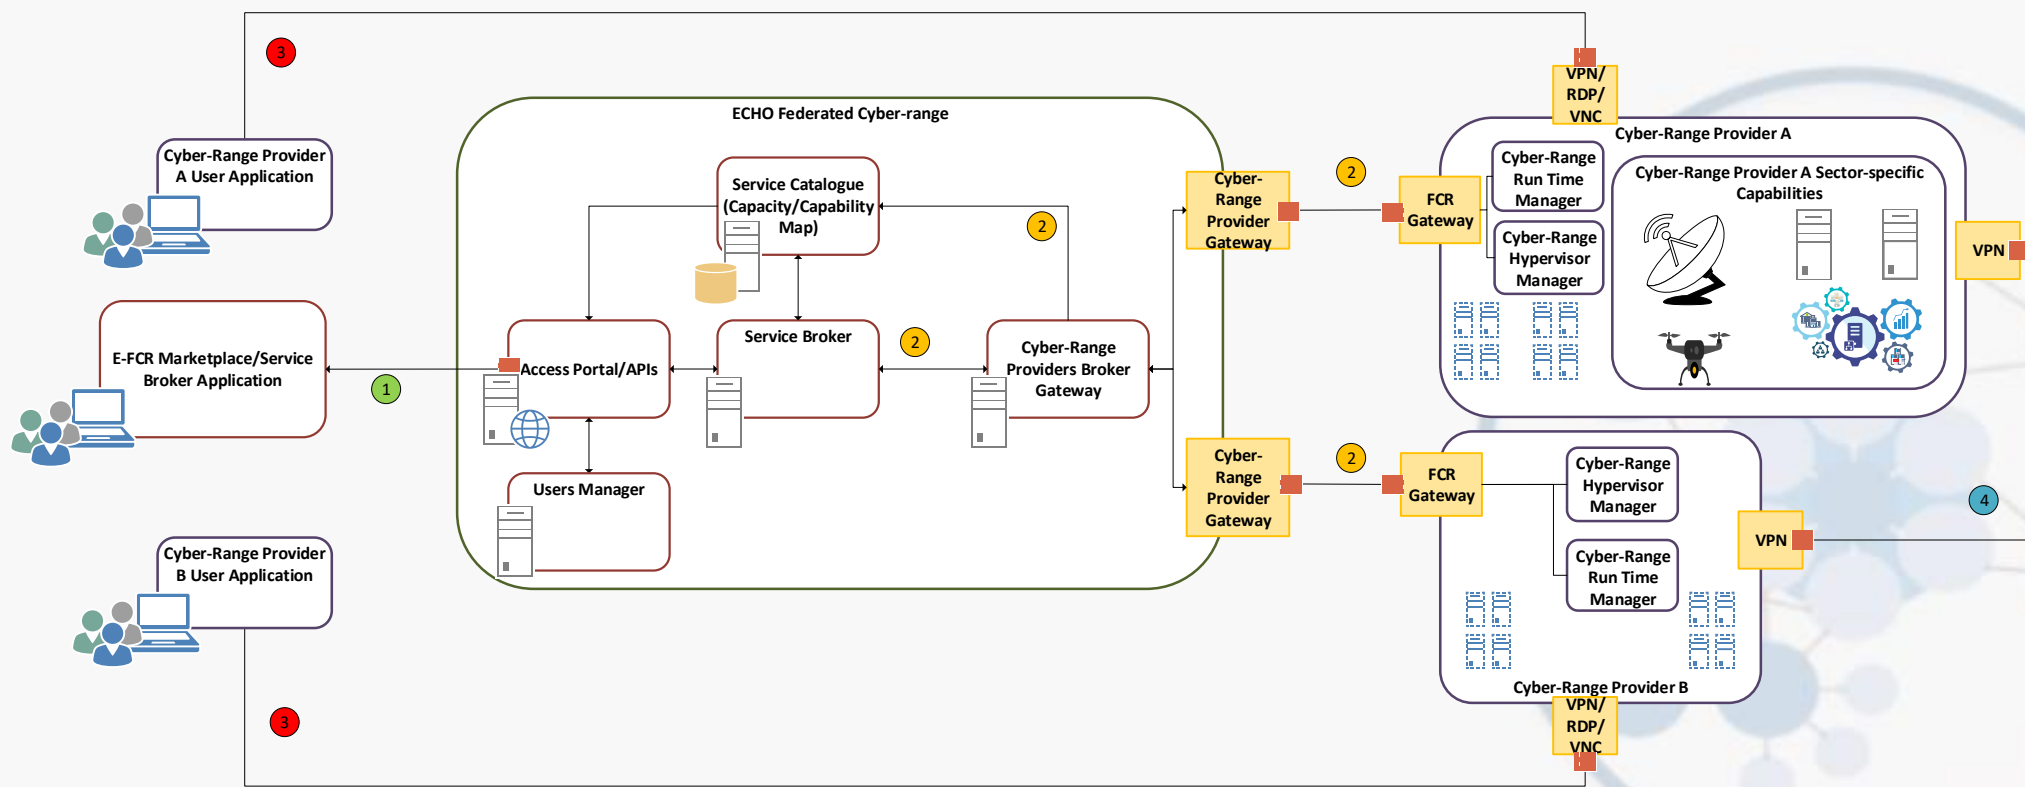 3
VPN/
RDP/
VNC
ECHO Federated Cyber-range
Cyber-Range Provider A
Cyber-Range Provider
A User Application
Service Catalogue
(Capacity/Capability
Map)
2
Cyber-
Range
Provider
Gateway
2
FCR
Gateway
Cyber-Range
Run Time
Manager
Cyber-Range
Hypervisor
Manager
Cyber-Range Provider A Sector-specific
Capabilities
VPN
E-FCR Marketplace/Service
Broker Application
1
Access Portal/APIs
Service Broker
2
Cyber-Range
Providers Broker
Gateway
Users Manager
Cyber-
Range
Provider
Gateway
2
FCR
Gateway
Cyber-Range
Hypervisor
Manager
Cyber-Range
Run Time
Manager
VPN
4
Cyber-Range Provider
B User Application
Cyber-Range Provider B
3
VPN/
RDP/
VNC